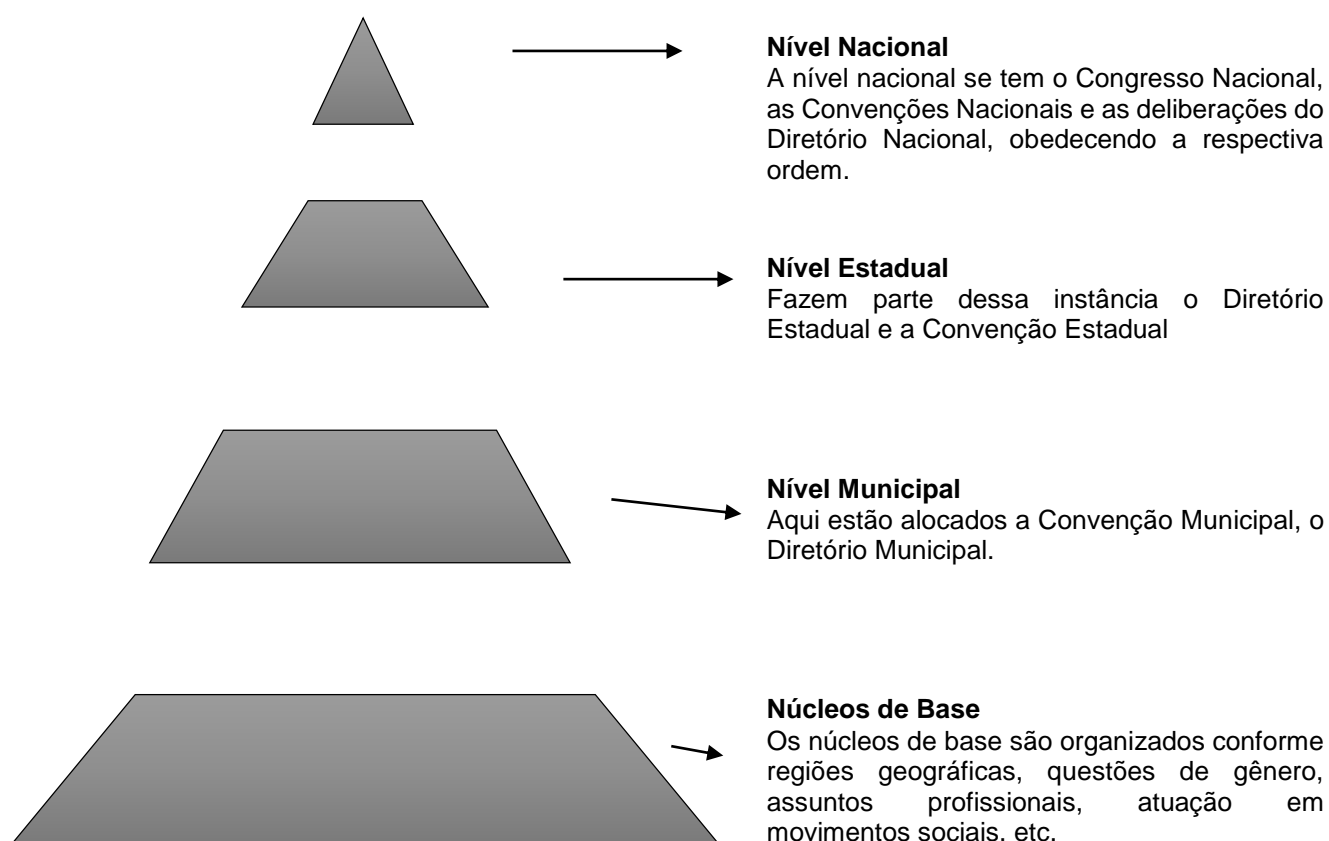 Nível Nacional
A nível nacional se tem o Congresso Nacional,
as Convenções Nacionais e as deliberações do
Diretório Nacional, obedecendo a respectiva
ordem.
Nível Estadual
Fazem parte dessa instância o Diretório
Estadual e a Convenção Estadual
Nível Municipal
Aqui estão alocados a Convenção Municipal, o
Diretório Municipal.
Núcleos de Base
Os núcleos de base são organizados conforme
regiões geográficas, questões de gênero,
assuntos profissionais, atuação em
movimentos sociais, etc.